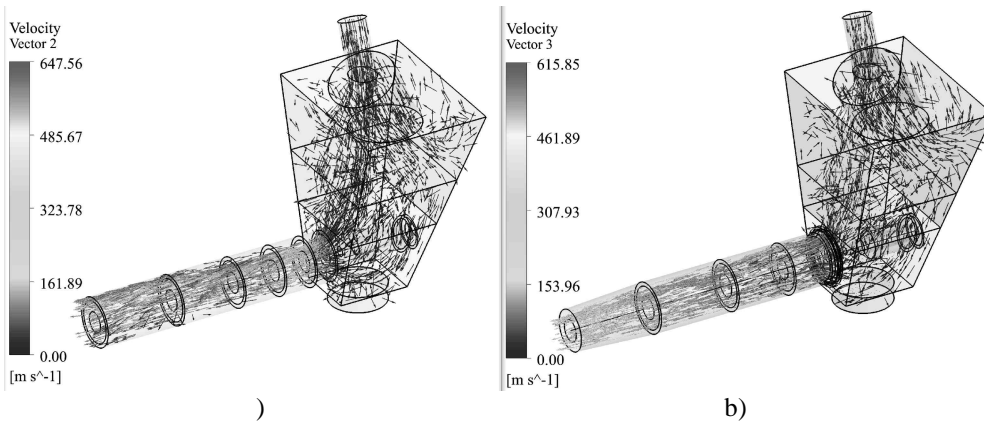 Velocity
Vector 2
647.56
485.67
323.78
161.89
0.00
[m s^-1]
Velocity
Vector 3
615.85
461.89
307.93
153.96
0.00
[m s^-1]
)
b)